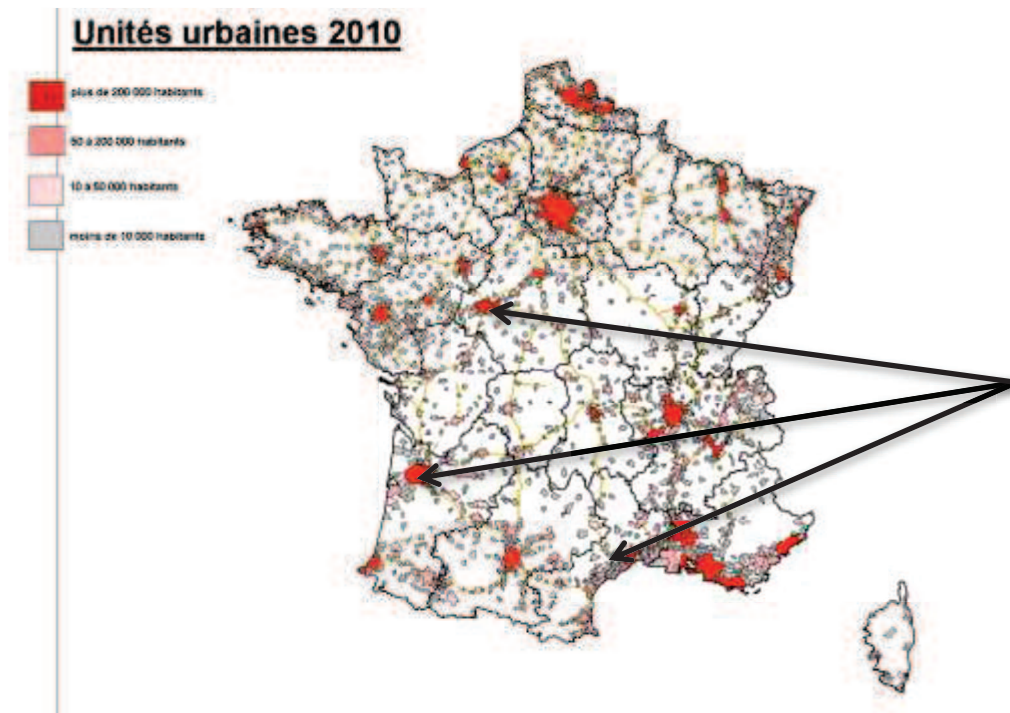 Unités urbaines 2010
plus de 200 000 habitants
50 à 200 000 habitants
10 à 50 000 habitants
moins de 10 000 habitants